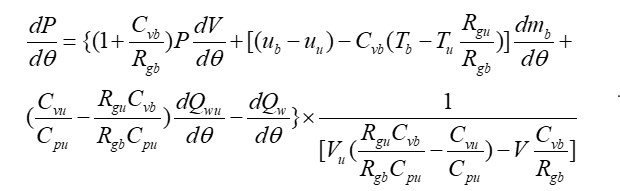 dP/dθ = {(1 + C_vb/R_gb)P dV/dθ + [(u_b − u_u) − C_vb(T_b − T_u R_gu/R_gb)] dm_b/dθ +
(C_vu/C_pu − R_gu C_vb/R_gb C_pu) dQ_wu/dθ − dQ_w/dθ} × 1/[V_u(R_gu C_vb/R_gb C_pu − C_vu/C_pu) − V C_vb/R_gb] .